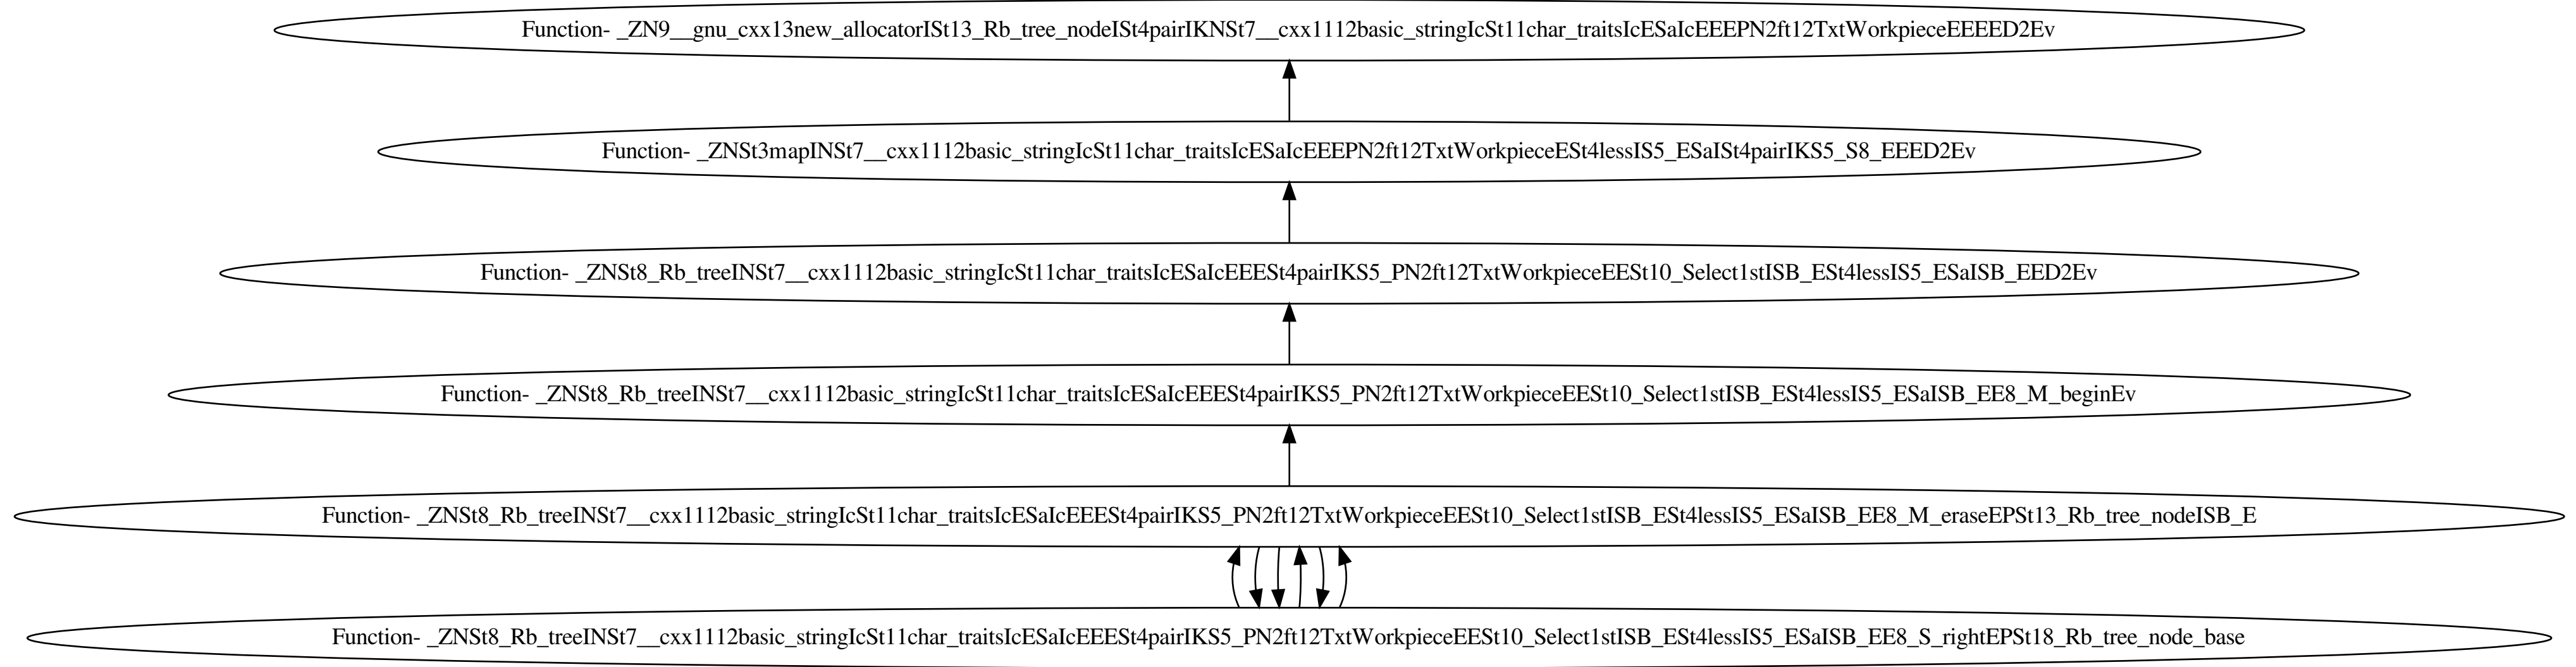 Function- _ZN9__gnu_cxx13new_allocatorISt13_Rb_tree_nodeISt4pairIKNSt7__cxx1112basic_stringIcSt11char_traitsIcESaIcEEEPN2ft12TxtWorkpieceEEEED2Ev
Function- _ZNSt3mapINSt7__cxx1112basic_stringIcSt11char_traitsIcESaIcEEEPN2ft12TxtWorkpieceESt4lessIS5_ESaISt4pairIKS5_S8_EEED2Ev
Function- _ZNSt8_Rb_treeINSt7__cxx1112basic_stringIcSt11char_traitsIcESaIcEEESt4pairIKS5_PN2ft12TxtWorkpieceEESt10_Select1stISB_ESt4lessIS5_ESaISB_EED2Ev
Function- _ZNSt8_Rb_treeINSt7__cxx1112basic_stringIcSt11char_traitsIcESaIcEEESt4pairIKS5_PN2ft12TxtWorkpieceEESt10_Select1stISB_ESt4lessIS5_ESaISB_EE8_M_beginEv
Function- _ZNSt8_Rb_treeINSt7__cxx1112basic_stringIcSt11char_traitsIcESaIcEEESt4pairIKS5_PN2ft12TxtWorkpieceEESt10_Select1stISB_ESt4lessIS5_ESaISB_EE8_M_eraseEPSt13_Rb_tree_nodeISB_E
Function- _ZNSt8_Rb_treeINSt7__cxx1112basic_stringIcSt11char_traitsIcESaIcEEESt4pairIKS5_PN2ft12TxtWorkpieceEESt10_Select1stISB_ESt4lessIS5_ESaISB_EE8_S_rightEPSt18_Rb_tree_node_base